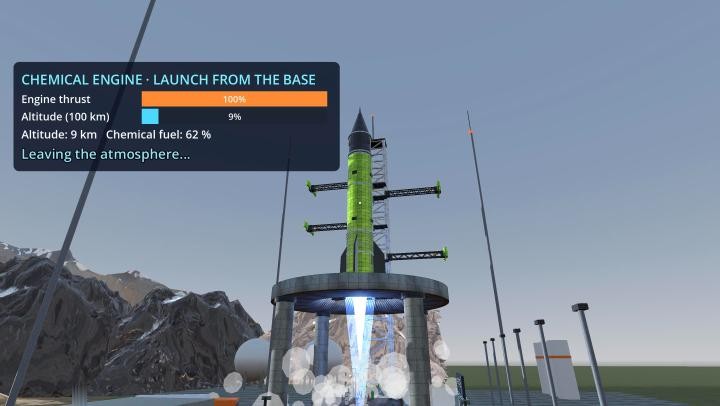 CHEMICAL ENGINE · LAUNCH FROM THE BASE
Engine thrust 100%
Altitude (100 km) 9%
Altitude: 9 km Chemical fuel: 62 %
Leaving the atmosphere...